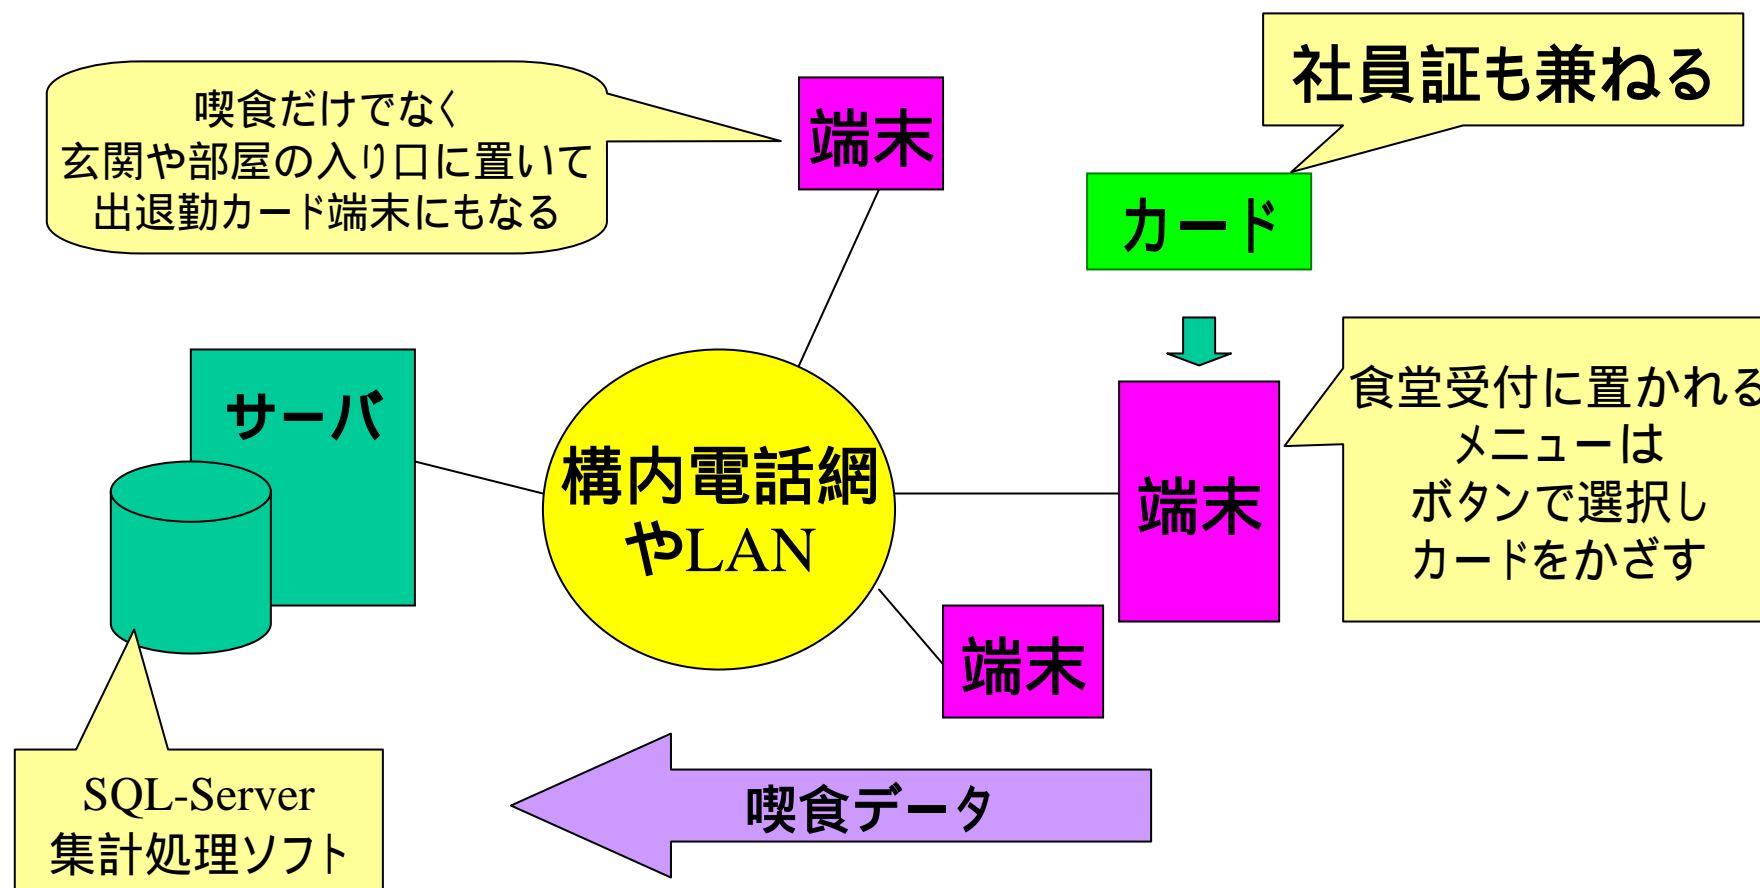 社員証も兼ねる
喫食だけでなく
玄関や部屋の入り口に置いて
出退勤カード端末にもなる
端末
カード
サーバ
構内電話網
やLAN
端末
食堂受付に置かれる
メニューは
ボタンで選択し
カードをかざす
端末
喫食データ
SQL-Server
集計処理ソフト